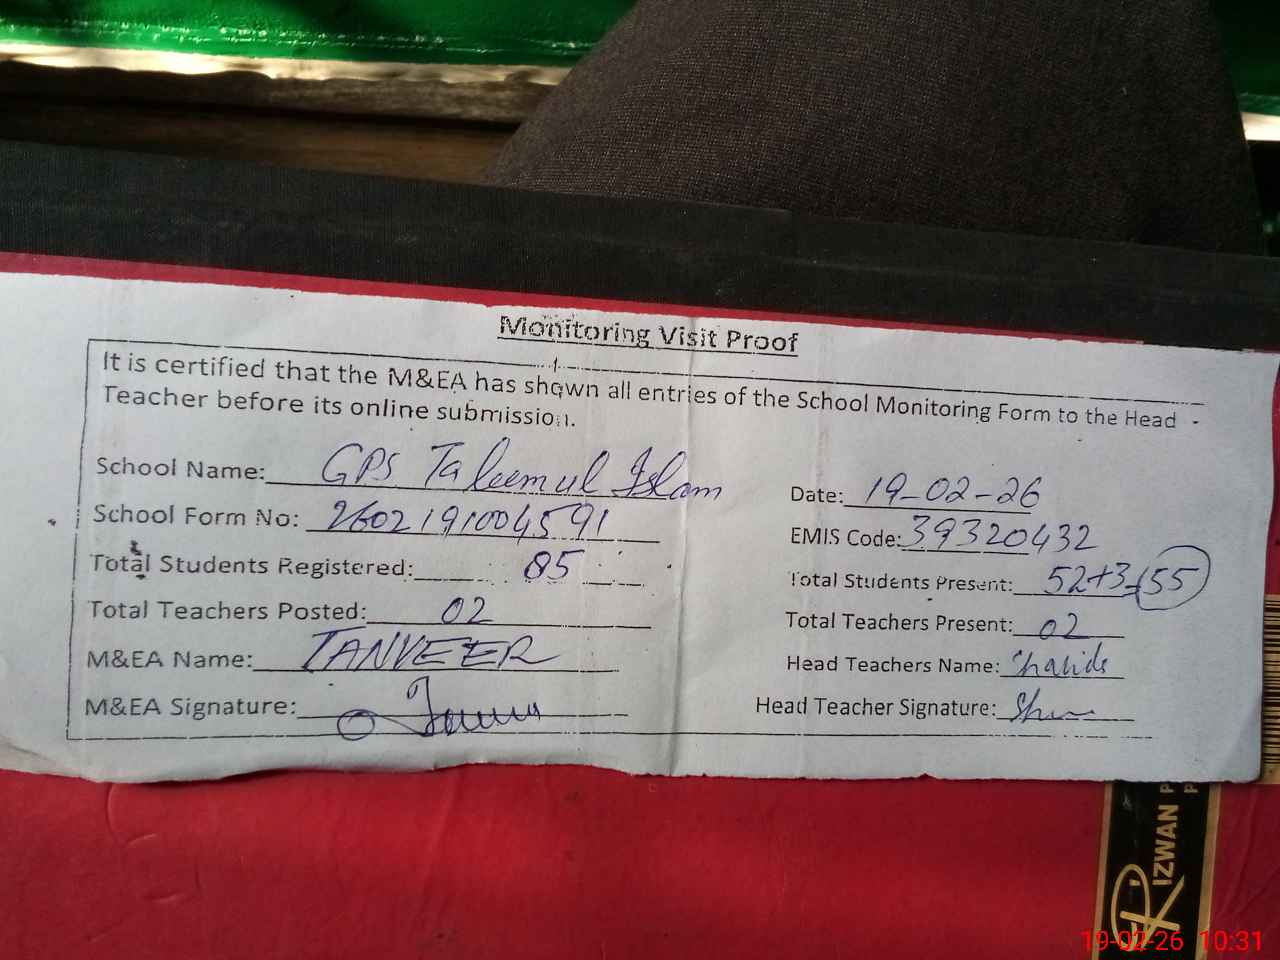 Monitoring Visit Proof
It is certified that the M&EA has shown all entries of the School Monitoring Form to the Head
Teacher before its online submission.
School Name: GPS Taleemul Islam
Date: 19-02-26
School Form No: 2602191004591
EMIS Code: 39320432
Total Students Registered: 85
Total Students Present: 52+3=55
Total Teachers Posted: 02
Total Teachers Present: 02
M&EA Name: TANVEER
Head Teachers Name:
M&EA Signature:
Head Teacher Signature:
RIZWAN
19-02-26 10:31